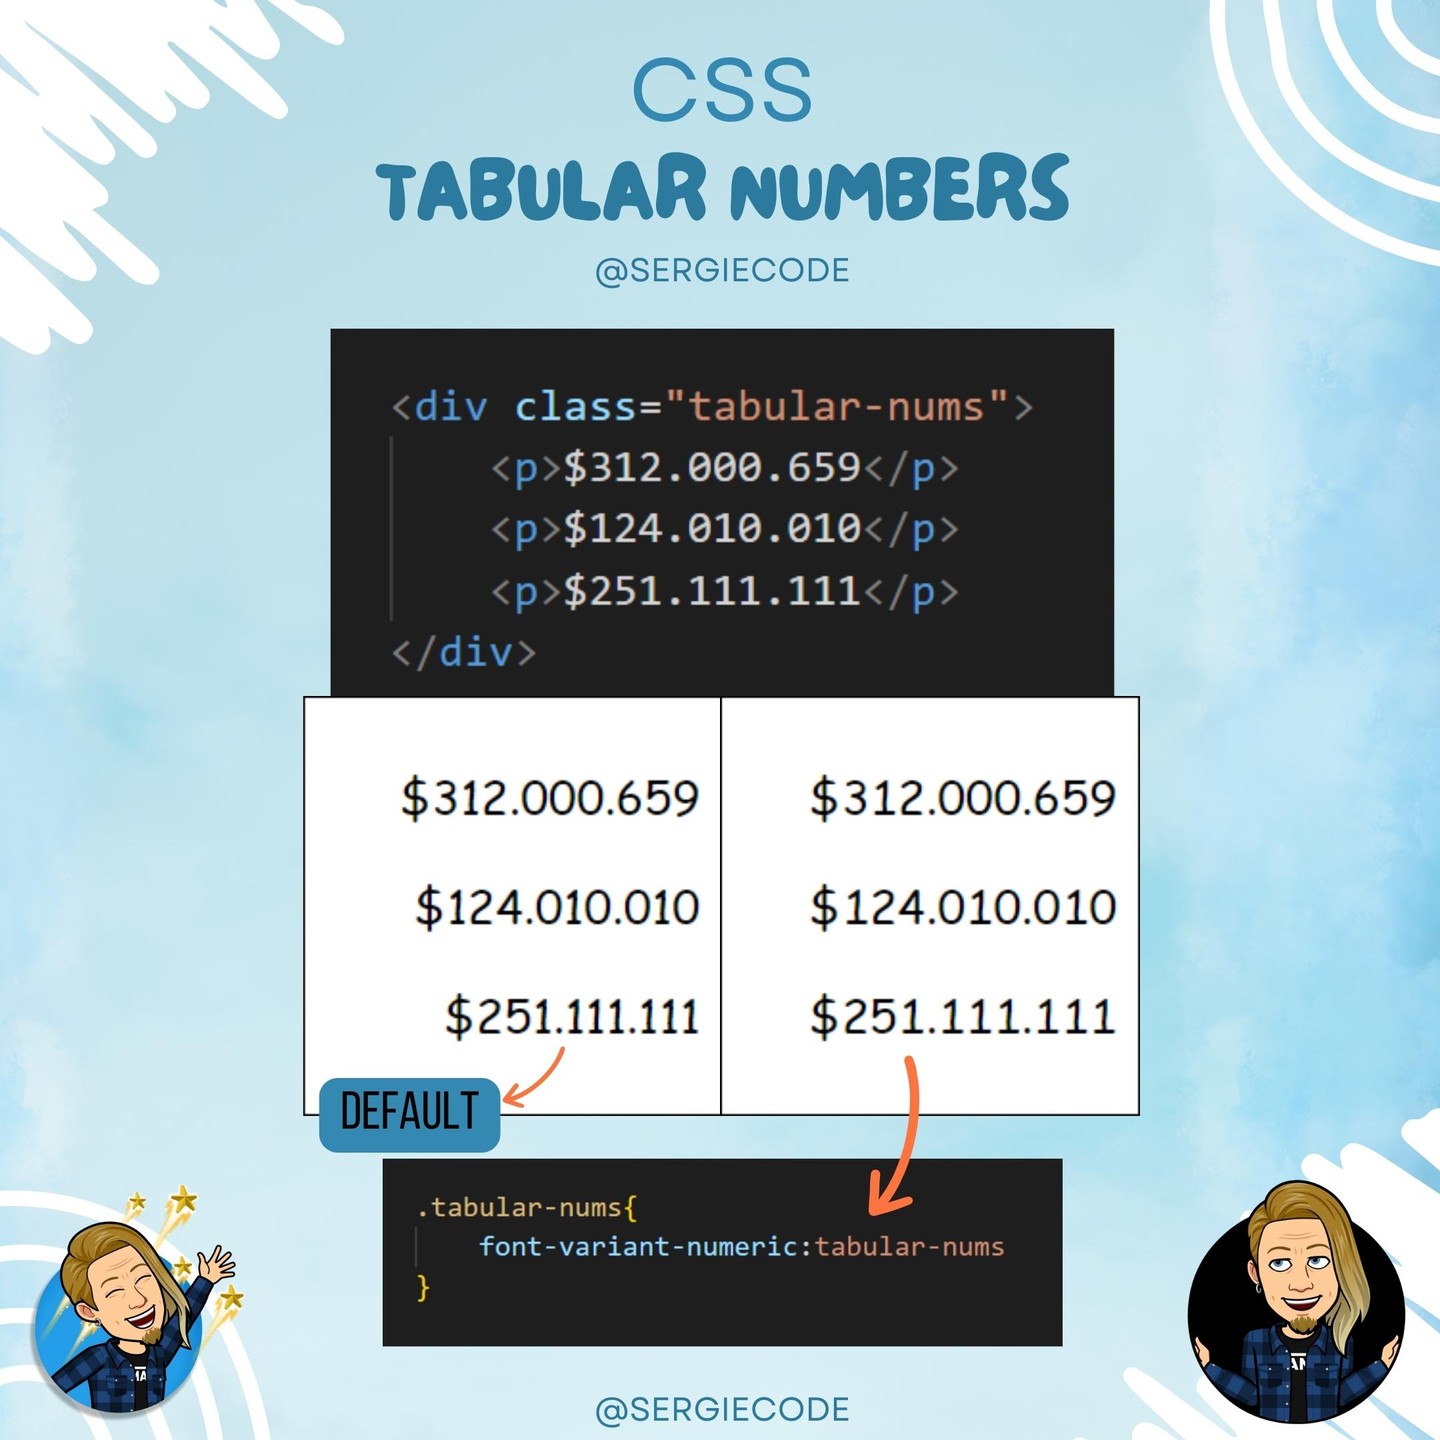 CSS
TABULAR NUMBERS
@SERGIECODE
<div class="tabular-nums">
<p>$312.000.659</p>
<p>$124.010.010</p>
<p>$251.111.111</p>
</div>
$312.000.659 $312.000.659
$124.010.010 $124.010.010
$251.111.111 $251.111.111
DEFAULT
.tabular-nums{
font-variant-numeric:tabular-nums
}
@SERGIECODE